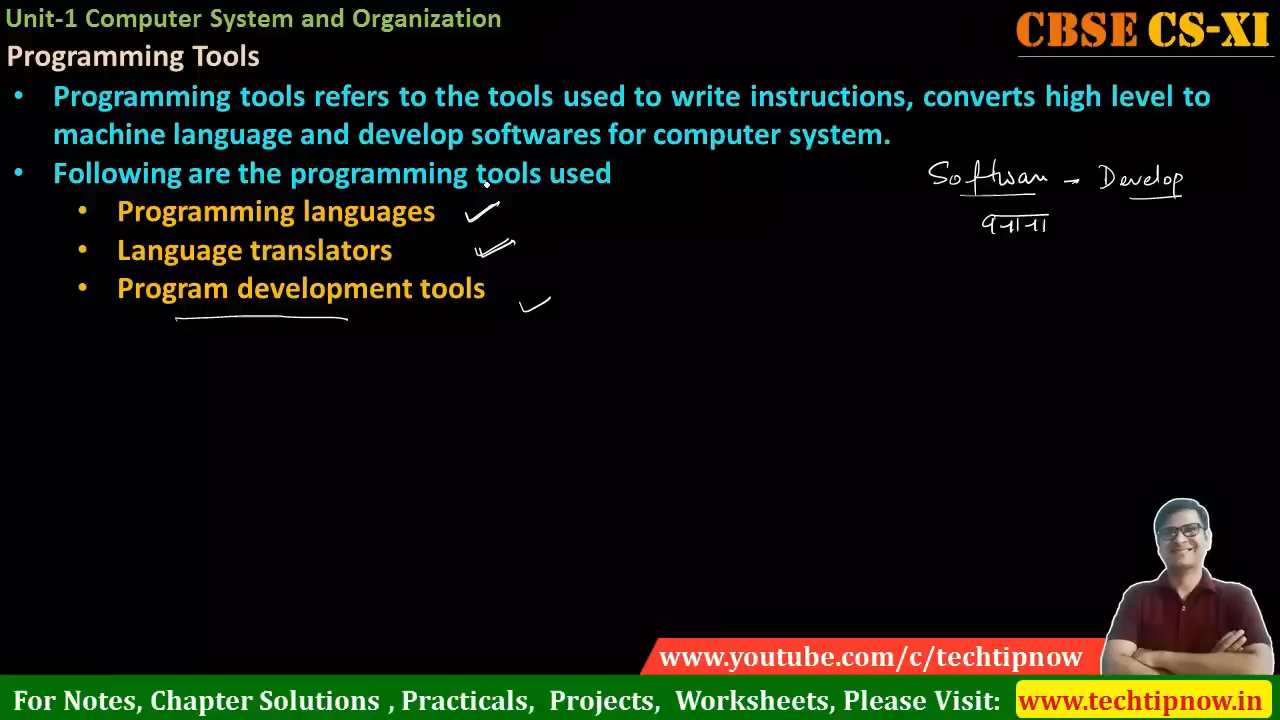 Unit-1 Computer System and Organization
CBSE CS-XI
Programming Tools
• Programming tools refers to the tools used to write instructions, converts high level to
machine language and develop softwares for computer system.
• Following are the programming tools used
Software - Develop
बनाना
• Programming languages
• Language translators
• Program development tools
www.youtube.com/c/techtipnow
For Notes, Chapter Solutions , Practicals, Projects, Worksheets, Please Visit: www.techtipnow.in